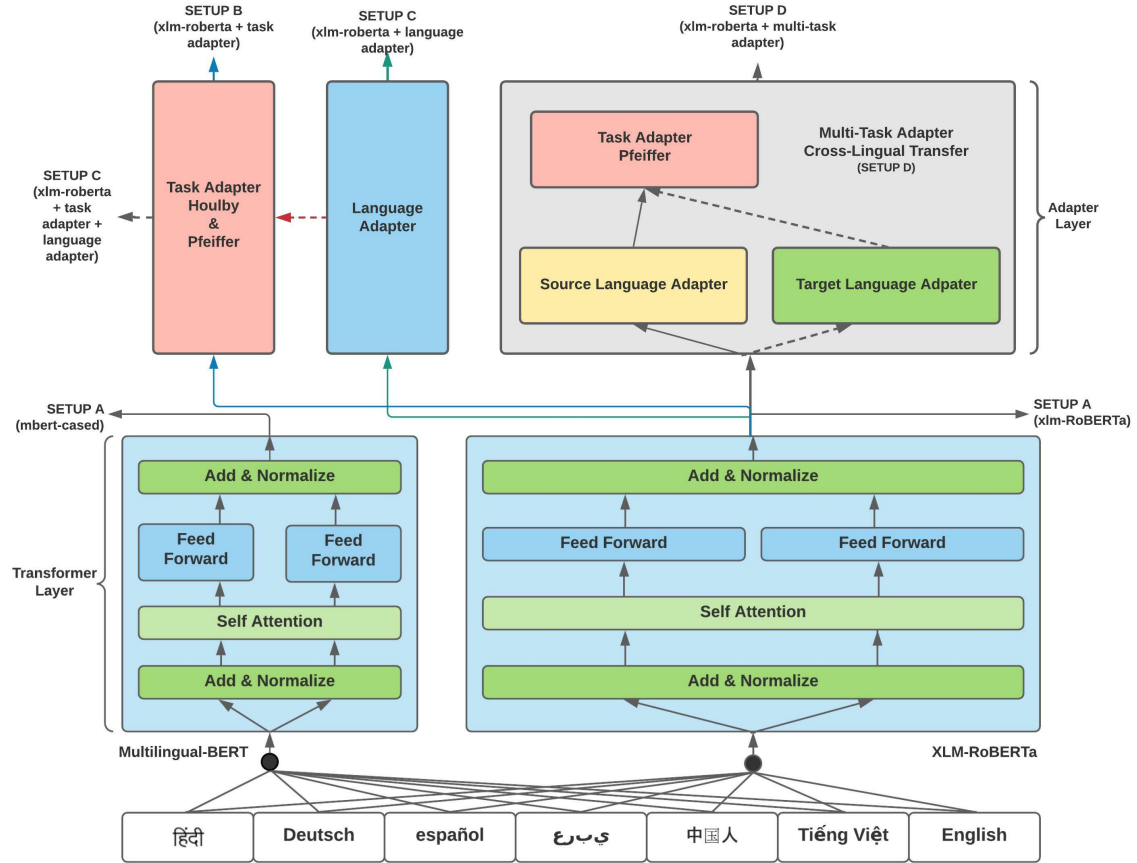 SETUP B
(xlm-roberta + task
adapter)
SETUP C
(xlm-roberta + language
adapter)
SETUP D
(xlm-roberta + multi-task
adapter)
Task Adapter
Pfeiffer
Multi-Task Adapter
Cross-Lingual Transfer
(SETUP D)
SETUP C
(xlm-roberta
+ task
adapter +
language
adapter)
Task Adapter
Houlby
&
Pfeiffer
Language
Adapter
Adapter
Layer
Source Language Adapter
Target Language Adpater
SETUP A
(mbert-cased)
SETUP A
(xlm-RoBERTa)
Add & Normalize
Add & Normalize
Feed
Forward
Feed
Forward
Feed Forward
Feed Forward
Transformer
Layer
Self Attention
Self Attention
Add & Normalize
Add & Normalize
Multilingual-BERT
XLM-RoBERTa
हिंदी
Deutsch
español
يبرع
中国人
Tiếng Việt
English